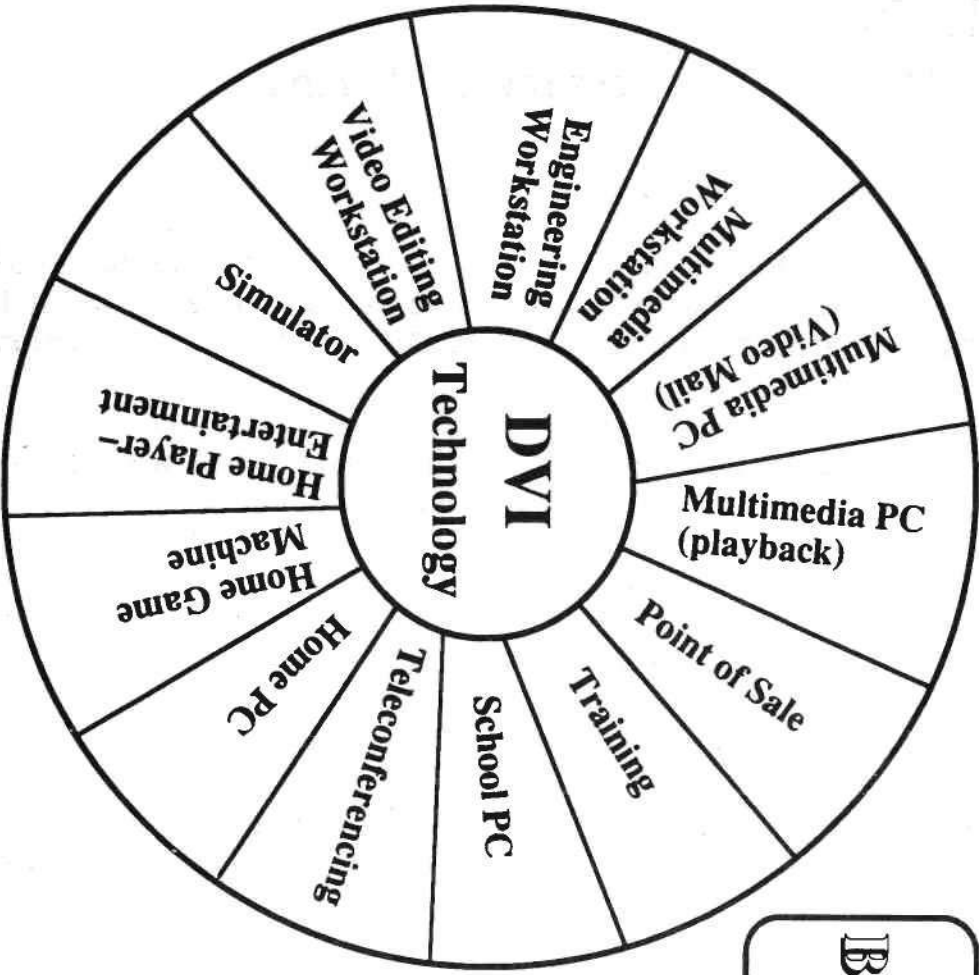 DVI
Technology
Engineering
Workstation
Multimedia
Workstation
Multimedia PC
(Video Mail)
Multimedia PC
(playback)
Point of Sale
Training
School PC
Teleconferencing
Home PC
Home Game
Machine
Home Player–
Entertainment
Simulator
Video Editing
Workstation